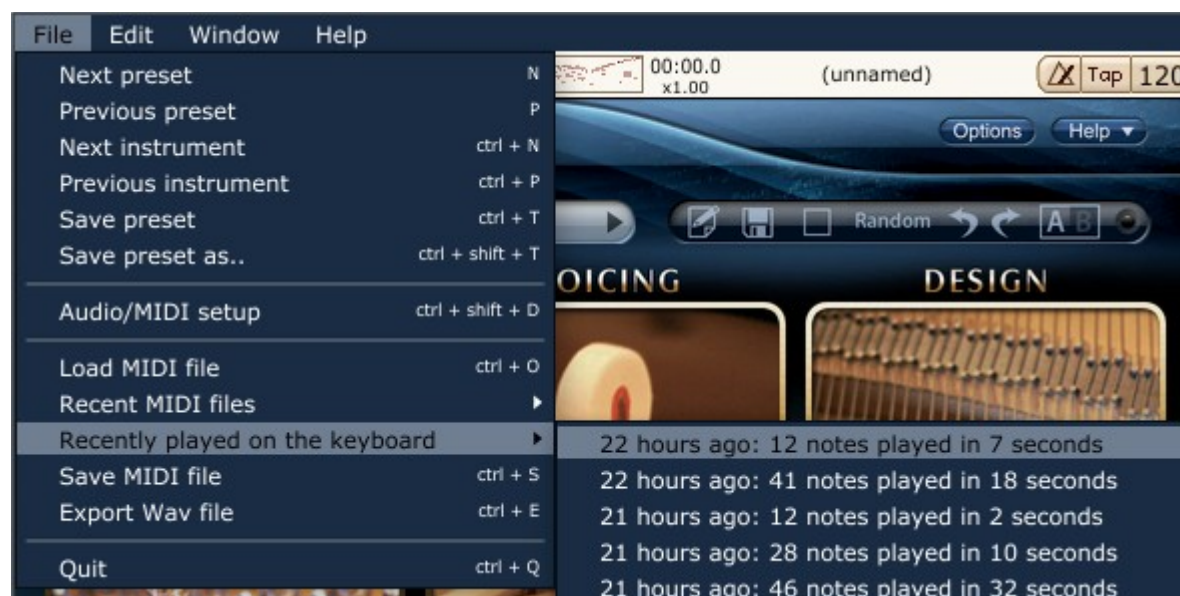 File Edit Window Help
Next preset N
Previous preset P
Next instrument ctrl + N
Previous instrument ctrl + P
Save preset ctrl + T
Save preset as.. ctrl + shift + T
Audio/MIDI setup ctrl + shift + D
Load MIDI file ctrl + O
Recent MIDI files
Recently played on the keyboard
Save MIDI file ctrl + S
Export Wav file ctrl + E
Quit ctrl + Q
00:00.0
x1.00
(unnamed)
Tap 120
Options Help
Random A B
OICING DESIGN
22 hours ago: 12 notes played in 7 seconds
22 hours ago: 41 notes played in 18 seconds
21 hours ago: 12 notes played in 2 seconds
21 hours ago: 28 notes played in 10 seconds
21 hours ago: 46 notes played in 32 seconds